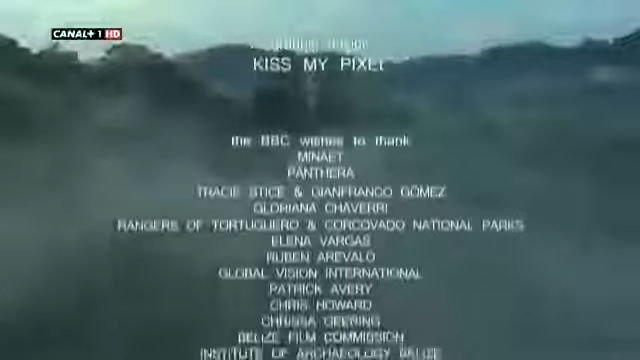 CANAL+ 1 HD
KISS MY PIXEL
the BBC wishes to thank
MINAET
PANTHERA
TRACIE STICE & GIANFRANCO GÓMEZ
GLORIANA CHAVERRI
RANGERS OF TORTUGUERO & CORCOVADO NATIONAL PARKS
ELENA VARGAS
RUBEN AREVALO
GLOBAL VISION INTERNATIONAL
PATRICK AVERY
CHRIS HOWARD
CHRISSIA GEERING
BELIZE FILM COMMISSION
INSTITUTE OF ARCHAEOLOGY BELIZE